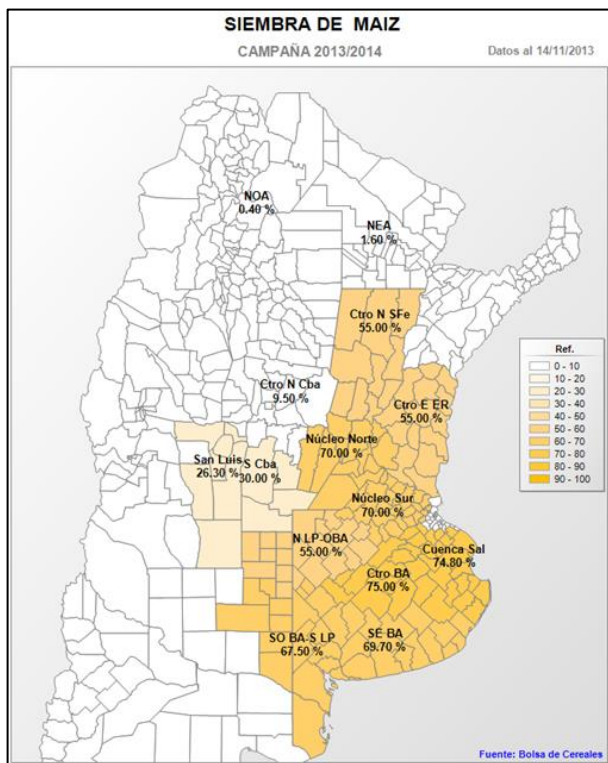 SIEMBRA DE MAIZ
CAMPAÑA 2013/2014
Datos al 14/11/2013
NOA
0.40 %
NEA
1.60 %
Ctro N SFe
55.00 %
Ctro N Cba
9.50 %
Ctro E ER
55.00 %
Núcleo Norte
70.00 %
San Luis
26.30 %
S Cba
30.00 %
Núcleo Sur
70.00 %
N LP-OBA
55.00 %
Cuenca Sal
74.80 %
Ctro BA
75.00 %
SO BA-S LP
67.50 %
SE BA
69.70 %
Ref.
0 - 10
10 - 20
20 - 30
30 - 40
40 - 50
50 - 60
60 - 70
70 - 80
80 - 90
90 - 100
Fuente: Bolsa de Cereales